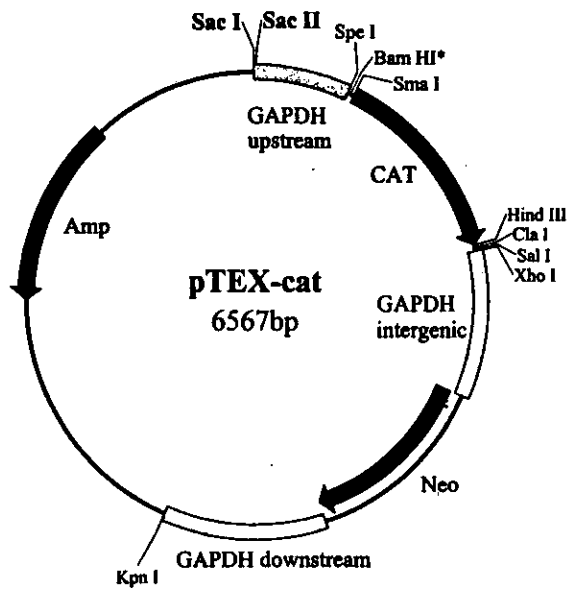 Sac I
Sac II
Spe I
Bam HI*
Sma I
GAPDH
upstream
CAT
Hind III
Cla I
Sal I
Xho I
Amp
pTEX-cat
6567bp
GAPDH
intergenic
Neo
GAPDH downstream
Kpn I